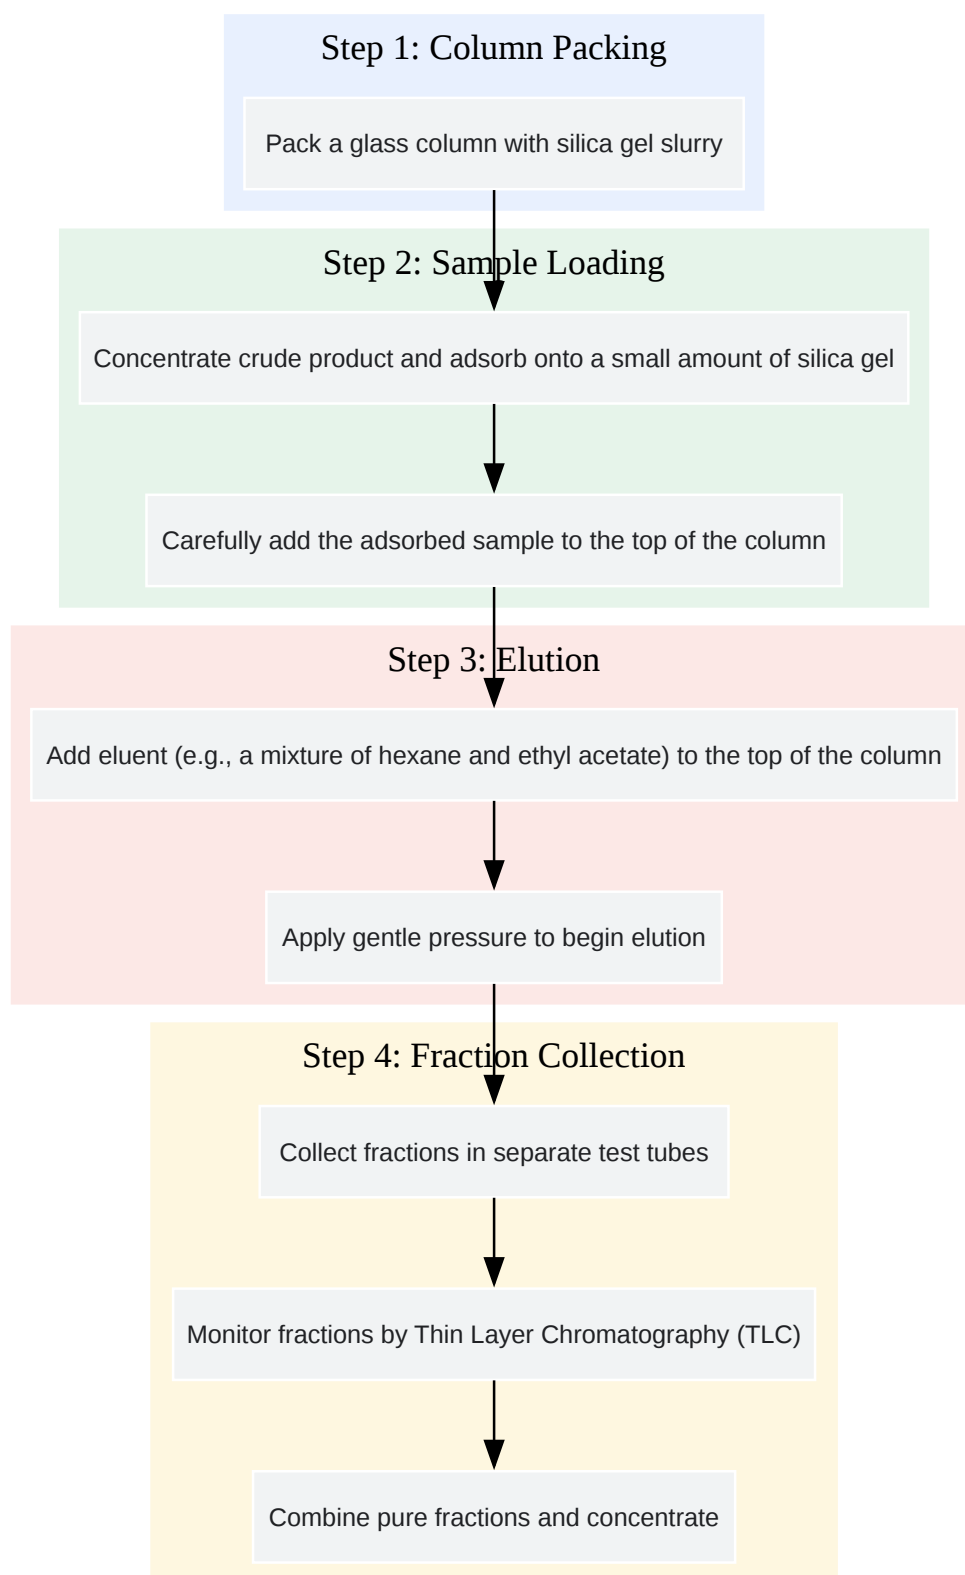 Step 1: Column Packing
Pack a glass column with silica gel slurry
Step 2: Sample Loading
Concentrate crude product and adsorb onto a small amount of silica gel
Carefully add the adsorbed sample to the top of the column
Step 3: Elution
Add eluent (e.g., a mixture of hexane and ethyl acetate) to the top of the column
Apply gentle pressure to begin elution
Step 4: Fraction Collection
Collect fractions in separate test tubes
Monitor fractions by Thin Layer Chromatography (TLC)
Combine pure fractions and concentrate